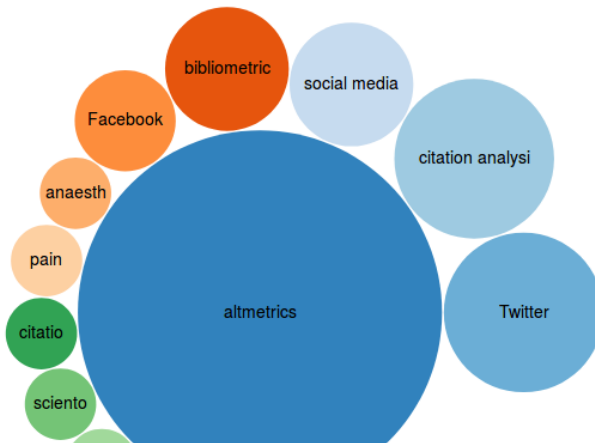 bibliometric
social media
Facebook
citation analysi
anaesth
pain
altmetrics
Twitter
citatio
sciento